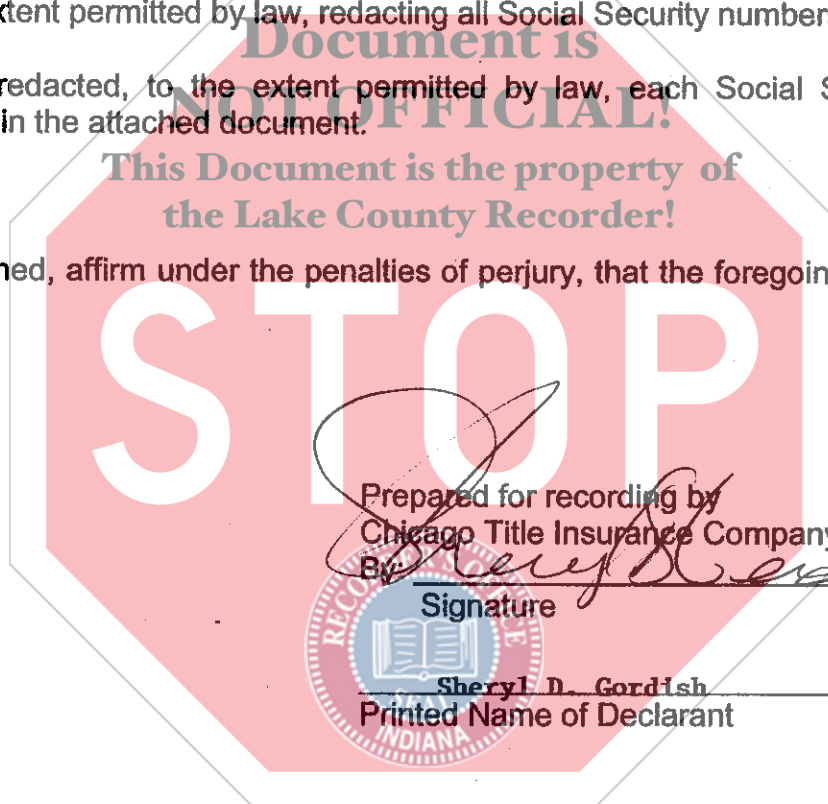 xtent permitted by law, redacting all Social Security number
Document is
redacted, to the extent permitted by law, each Social S
NOT OFFICIAL!
in the attached document.
This Document is the property of
the Lake County Recorder!
ned, affirm under the penalties of perjury, that the foregoin
STOP
Prepared for recording by
Chicago Title Insurance Company
By:
Signature
RECORDER'S OFFICE
SEAL
INDIANA
Sheryl D. Gordish
Printed Name of Declarant